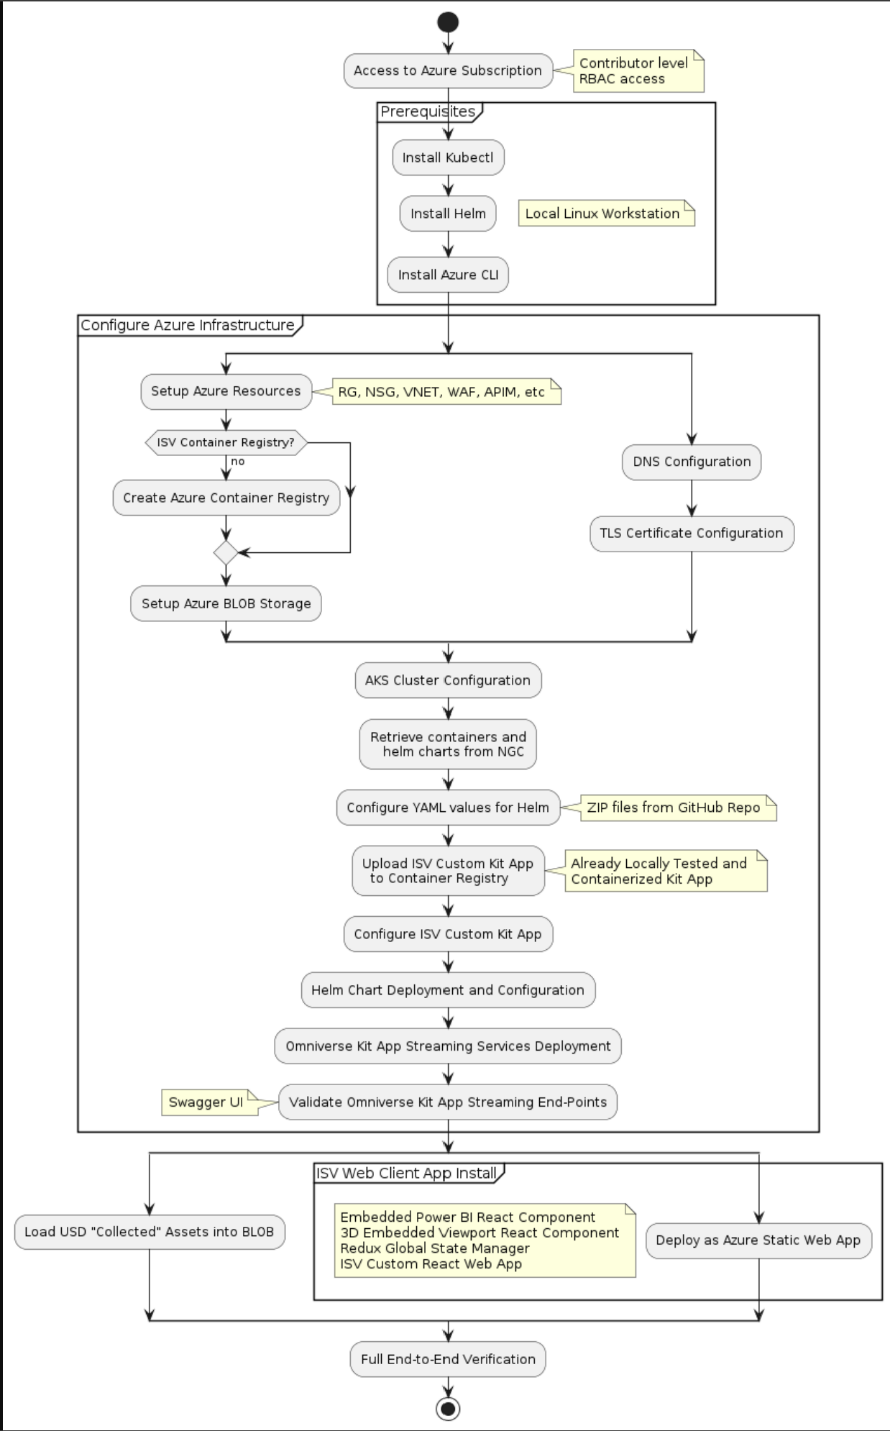 Access to Azure Subscription
Contributor level
RBAC access
Prerequisites
Install Kubectl
Install Helm
Local Linux Workstation
Install Azure CLI
Configure Azure Infrastructure
Setup Azure Resources
RG, NSG, VNET, WAF, APIM, etc
ISV Container Registry?
no
Create Azure Container Registry
DNS Configuration
TLS Certificate Configuration
Setup Azure BLOB Storage
AKS Cluster Configuration
Retrieve containers and
helm charts from NGC
Configure YAML values for Helm
ZIP files from GitHub Repo
Upload ISV Custom Kit App
to Container Registry
Already Locally Tested and
Containerized Kit App
Configure ISV Custom Kit App
Helm Chart Deployment and Configuration
Omniverse Kit App Streaming Services Deployment
Swagger UI
Validate Omniverse Kit App Streaming End-Points
ISV Web Client App Install
Load USD "Collected" Assets into BLOB
Embedded Power BI React Component
3D Embedded Viewport React Component
Redux Global State Manager
ISV Custom React Web App
Deploy as Azure Static Web App
Full End-to-End Verification